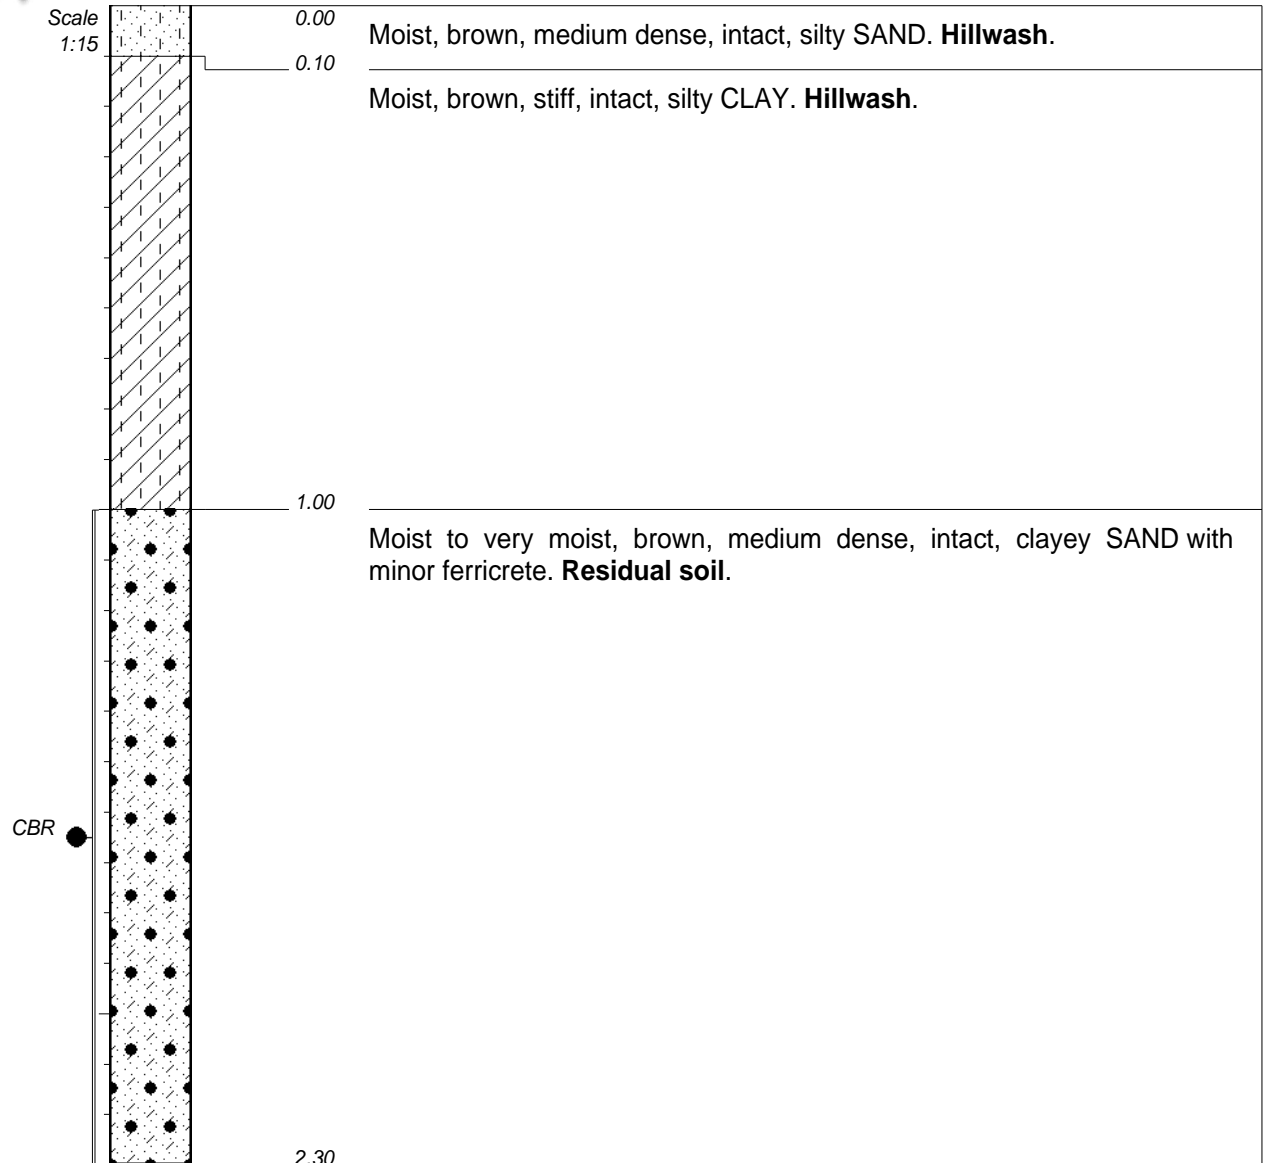 Scale
1:15
0.00
Moist, brown, medium dense, intact, silty SAND. Hillwash.
0.10
Moist, brown, stiff, intact, silty CLAY. Hillwash.
1.00
Moist to very moist, brown, medium dense, intact, clayey SAND with
minor ferricrete. Residual soil.
CBR
2.30